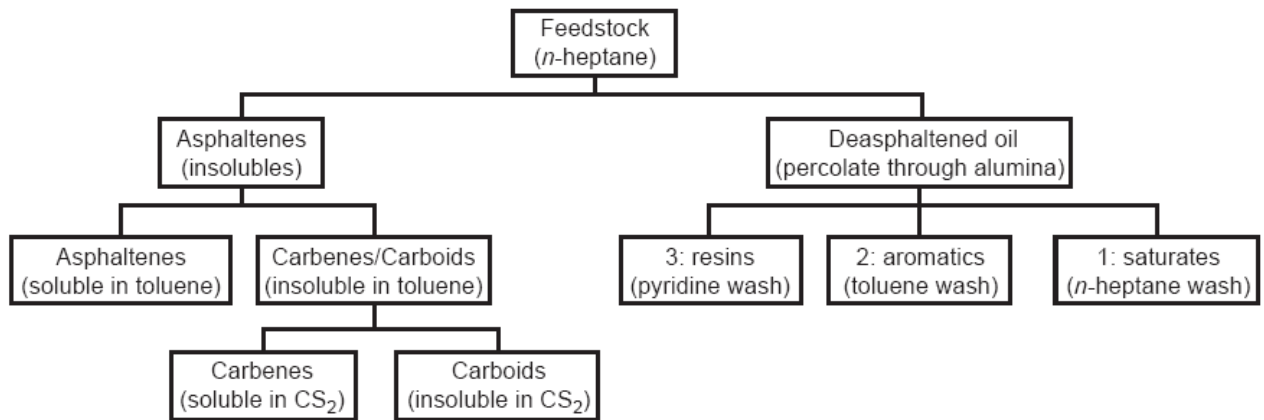 Feedstock
(n-heptane)
Asphaltenes
(insolubles)
Deasphaltened oil
(percolate through alumina)
Asphaltenes
(soluble in toluene)
Carbenes/Carboids
(insoluble in toluene)
3: resins
(pyridine wash)
2: aromatics
(toluene wash)
1: saturates
(n-heptane wash)
Carbenes
(soluble in CS₂)
Carboids
(insoluble in CS₂)